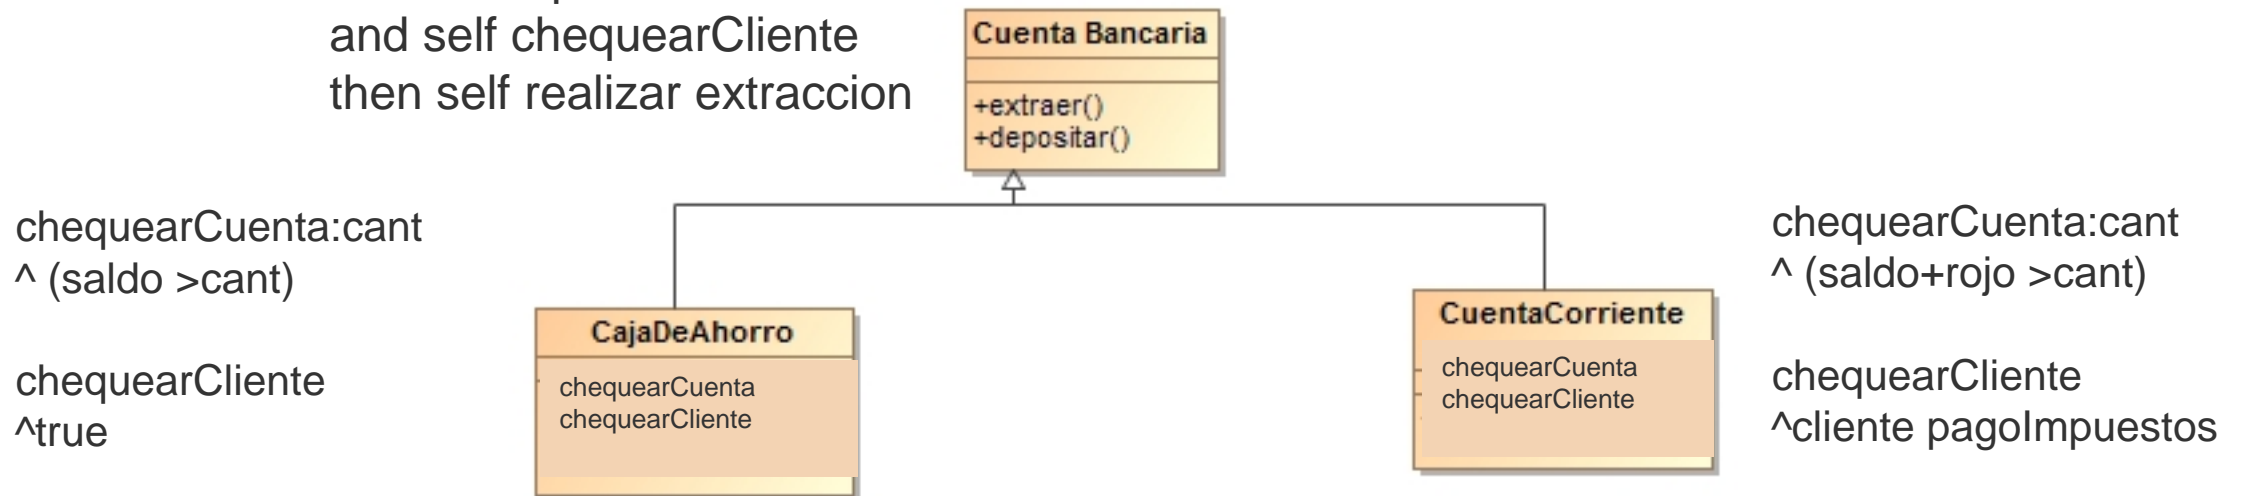 and self chequearCliente
then self realizar extraccion
Cuenta Bancaria
+extraer()
+depositar()
chequearCuenta:cant
^ (saldo >cant)
chequearCliente
^true
CajaDeAhorro
chequearCuenta
chequearCliente
CuentaCorriente
chequearCuenta
chequearCliente
chequearCuenta:cant
^ (saldo+rojo >cant)
chequearCliente
^cliente pagoImpuestos